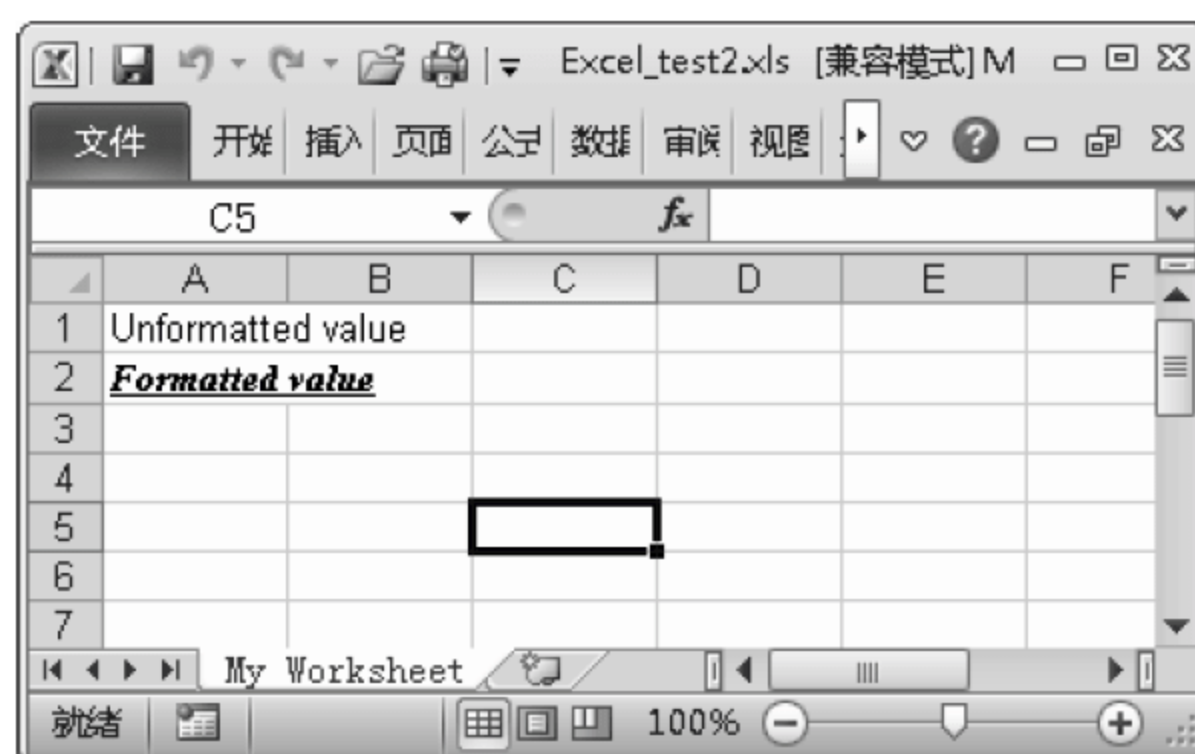 Excel_test2.xls [兼容模式] M
文件 开始 插入 页面 公式 数据 审阅 视图
C5 fx
A B C D E F
1 Unformatted value
2 Formatted value
3
4
5
6
7
My Worksheet
就绪 100%